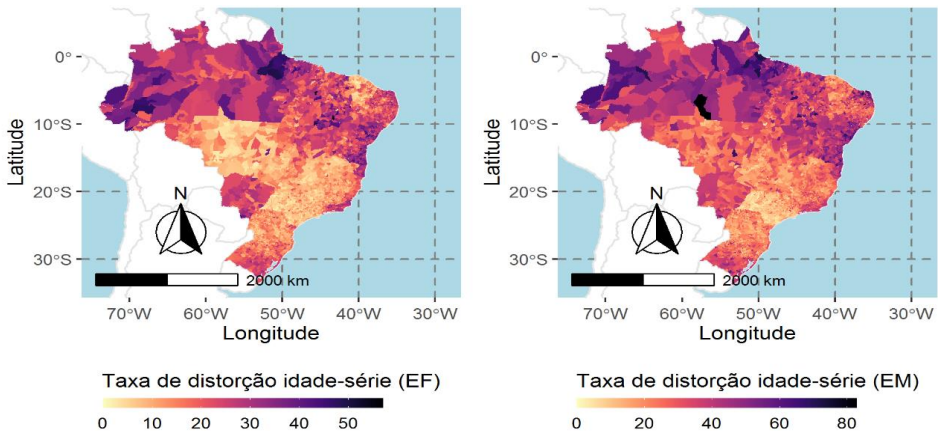 0°
10°S
20°S
30°S
Latitude
N
2000 km
70°W 60°W 50°W 40°W 30°W
Longitude
Taxa de distorção idade-série (EF)
0 10 20 30 40 50
0°
10°S
20°S
30°S
Latitude
N
2000 km
70°W 60°W 50°W 40°W 30°W
Longitude
Taxa de distorção idade-série (EM)
0 20 40 60 80